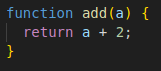 function add(a) {
  return a + 2;
}